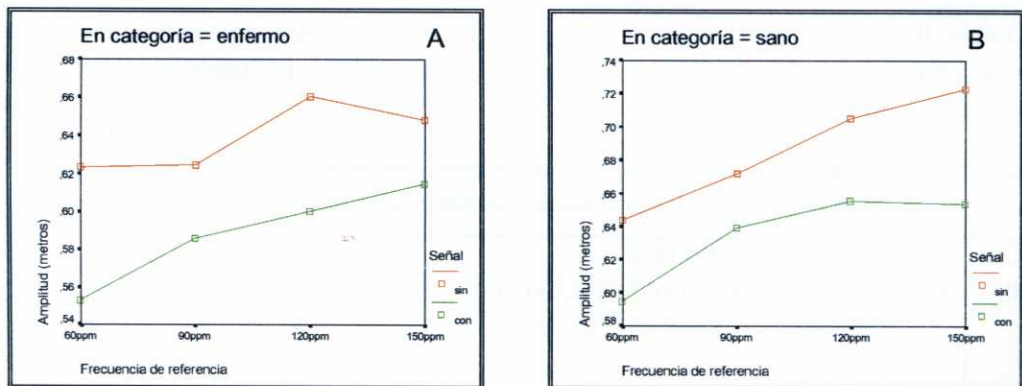 En categoría = enfermo A
,68
,66
,64
,62
,60
,58
,56
,54
Amplitud (metros)
60ppm 90ppm 120ppm 150ppm
Frecuencia de referencia
Señal
sin
con
En categoría = sano B
,74
,72
,70
,68
,66
,64
,62
,60
,58
Amplitud (metros)
60ppm 90ppm 120ppm 150ppm
Frecuencia de referencia
Señal
sin
con